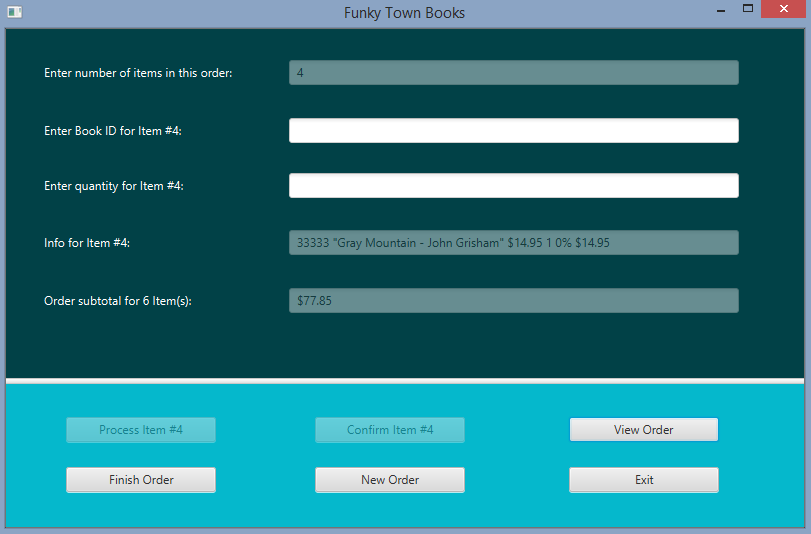 Funky Town Books
Enter number of items in this order: 4
Enter Book ID for Item #4:
Enter quantity for Item #4:
Info for Item #4: 33333 "Gray Mountain - John Grisham" $14.95 1 0% $14.95
Order subtotal for 6 Item(s): $77.85
Process Item #4 Confirm Item #4 View Order
Finish Order New Order Exit